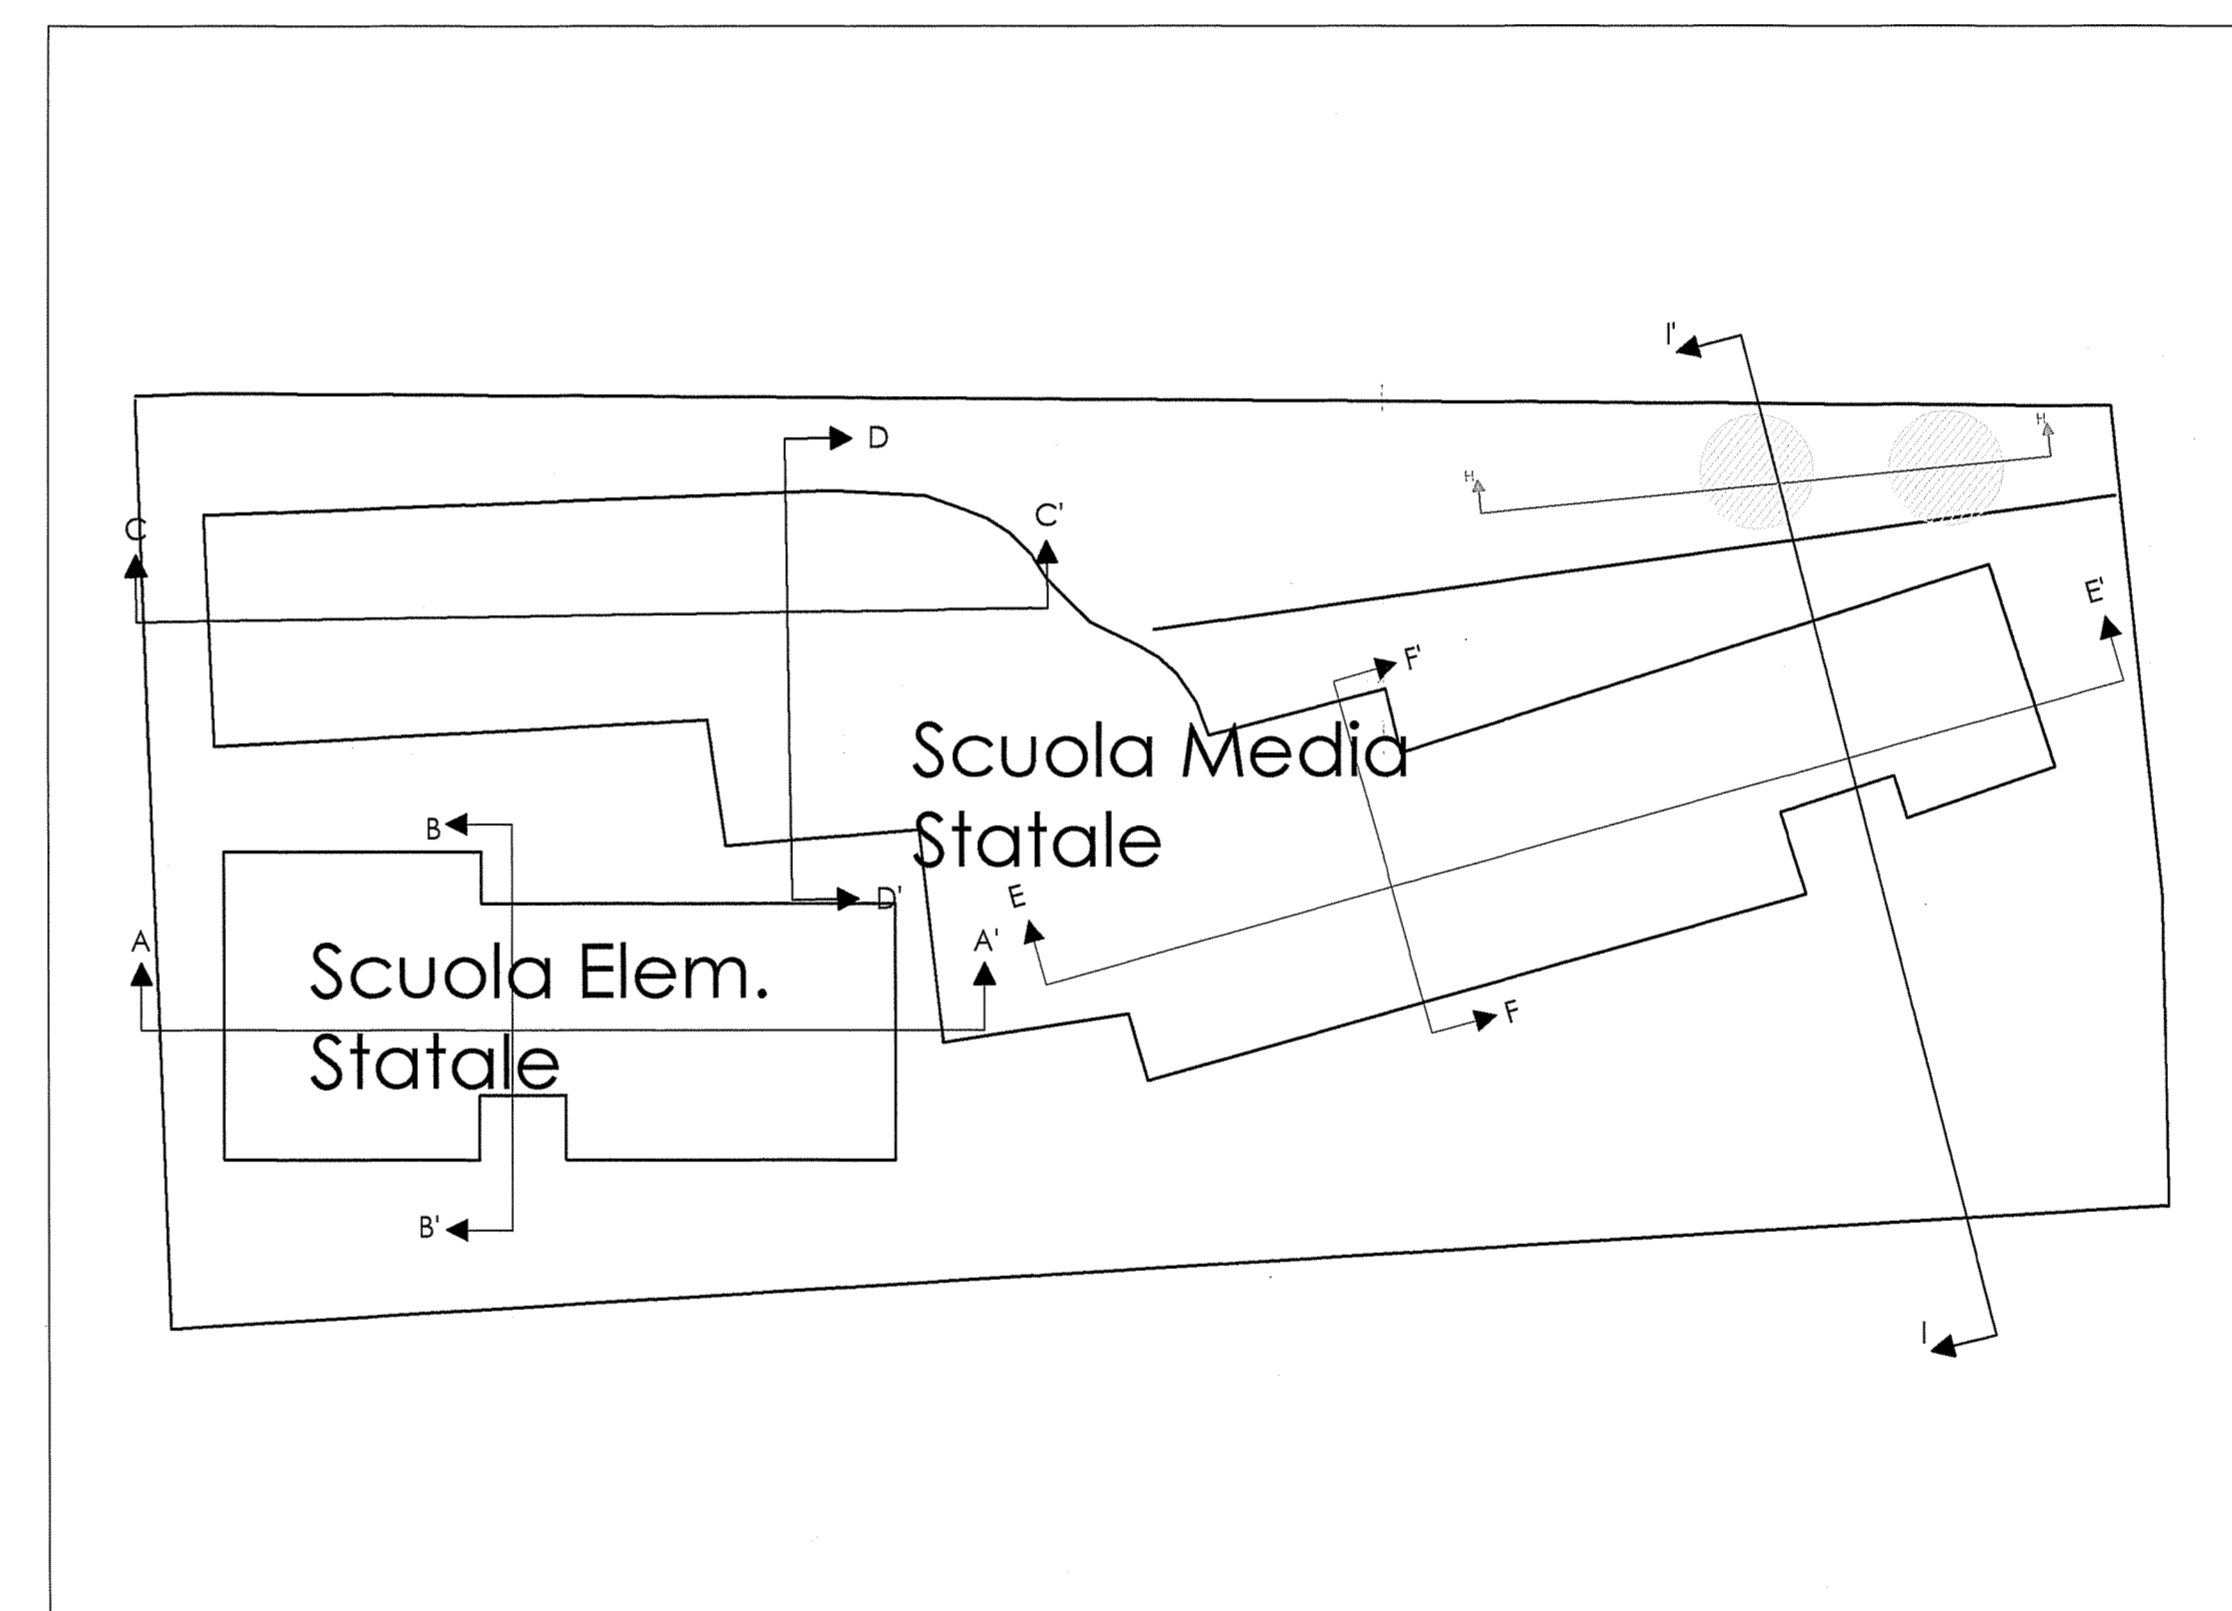 I'
H
D
H
C'
C
E'
F'
Scuola Media
Statale
B
D'
E
A
A'
Scuola Elem.
Statale
F
B'
I